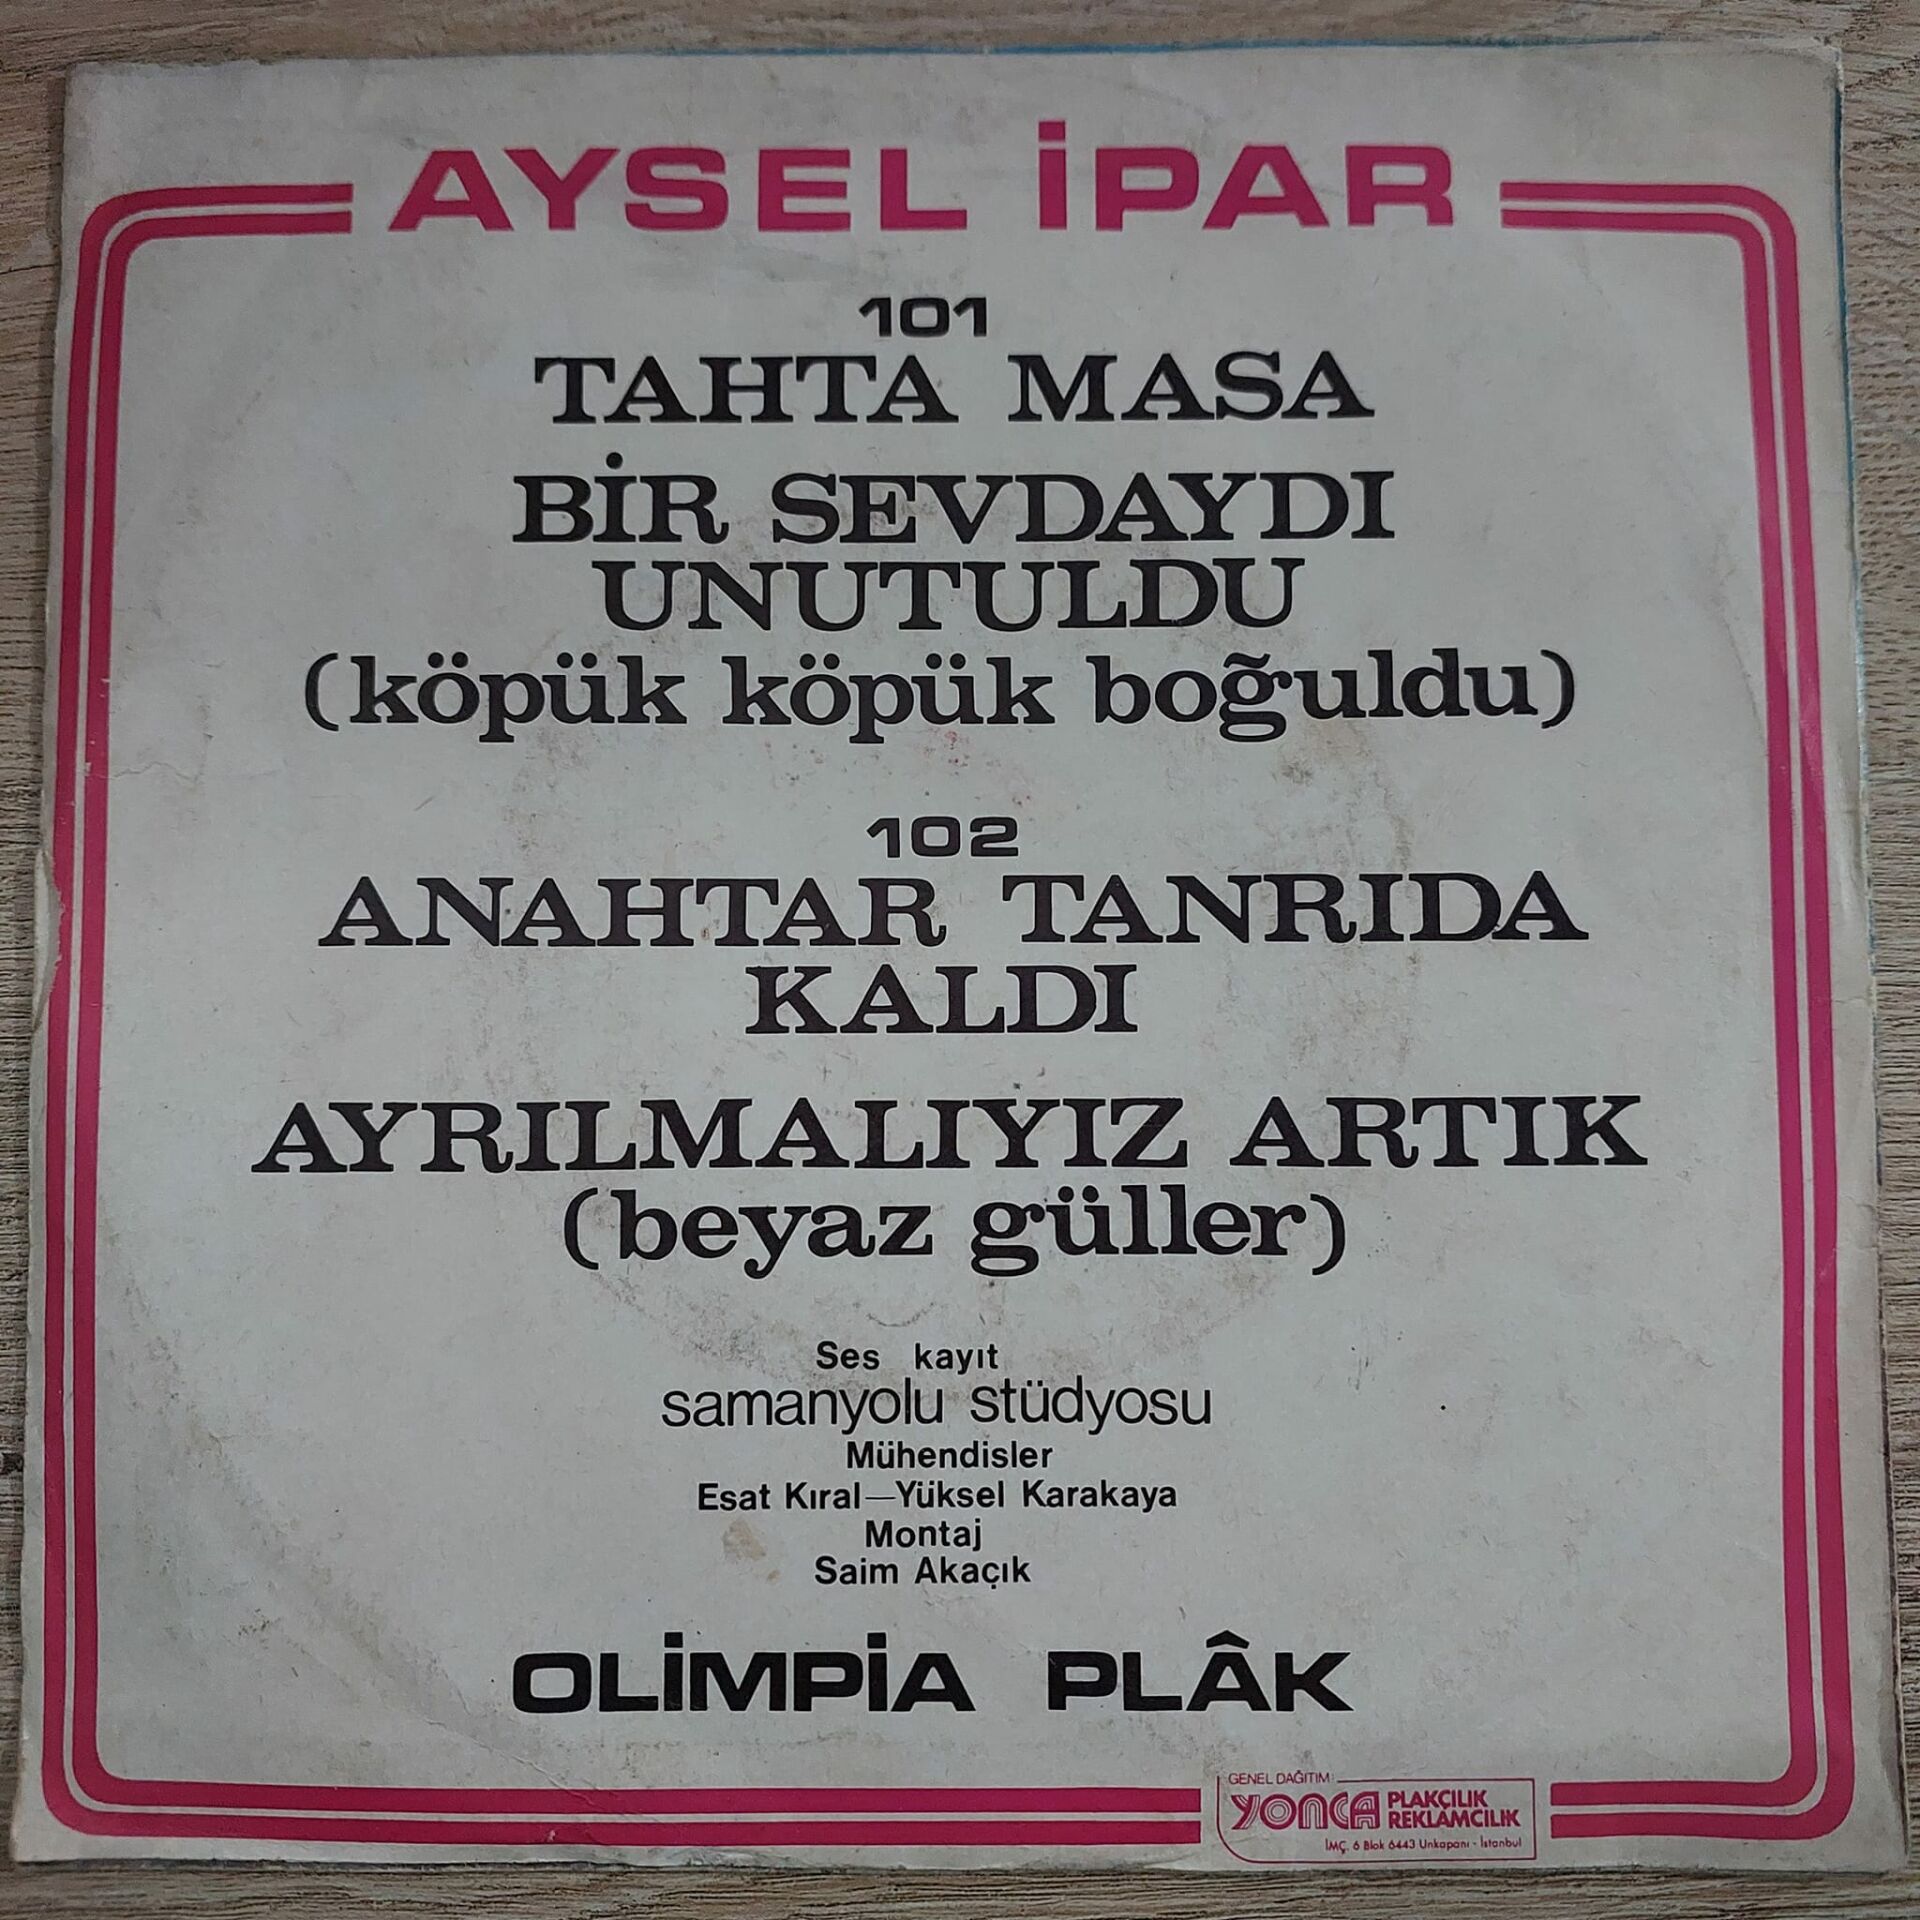 AYSEL İPAR
101
TAHTA MASA
BİR SEVDAYDI
UNUTULDU
(köpük köpük boğuldu)
102
ANAHTAR TANRIDA
KALDI
AYRILMALIYIZ ARTIK
(beyaz güller)
Ses kayıt
samanyolu stüdyosu
Mühendisler
Esat Kıral—Yüksel Karakaya
Montaj
Saim Akaçık
OLİMPİA PLÂK
GENEL DAĞITIM:
YONCA PLAKÇILIK
REKLAMCILIK
İMÇ. 6 Blok 6443 Unkapanı - İstanbul